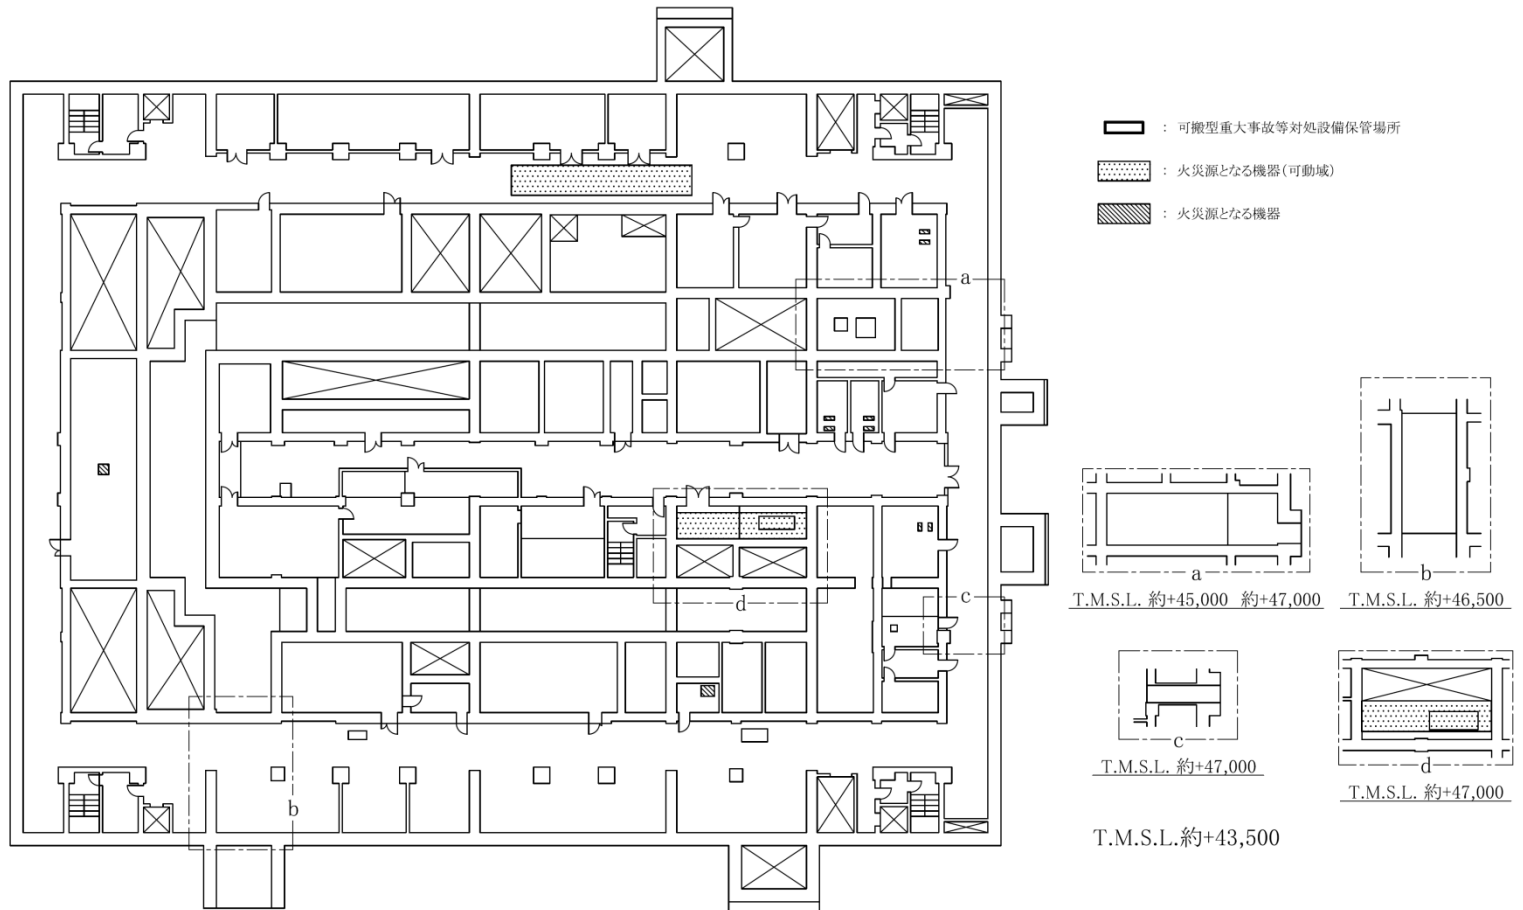 ： 可搬型重大事故等対処設備保管場所
： 火災源となる機器(可動域)
： 火災源となる機器
a
b
c
d
a
T.M.S.L. 約+45,000 約+47,000
b
T.M.S.L. 約+46,500
c
T.M.S.L. 約+47,000
d
T.M.S.L. 約+47,000
T.M.S.L.約+43,500